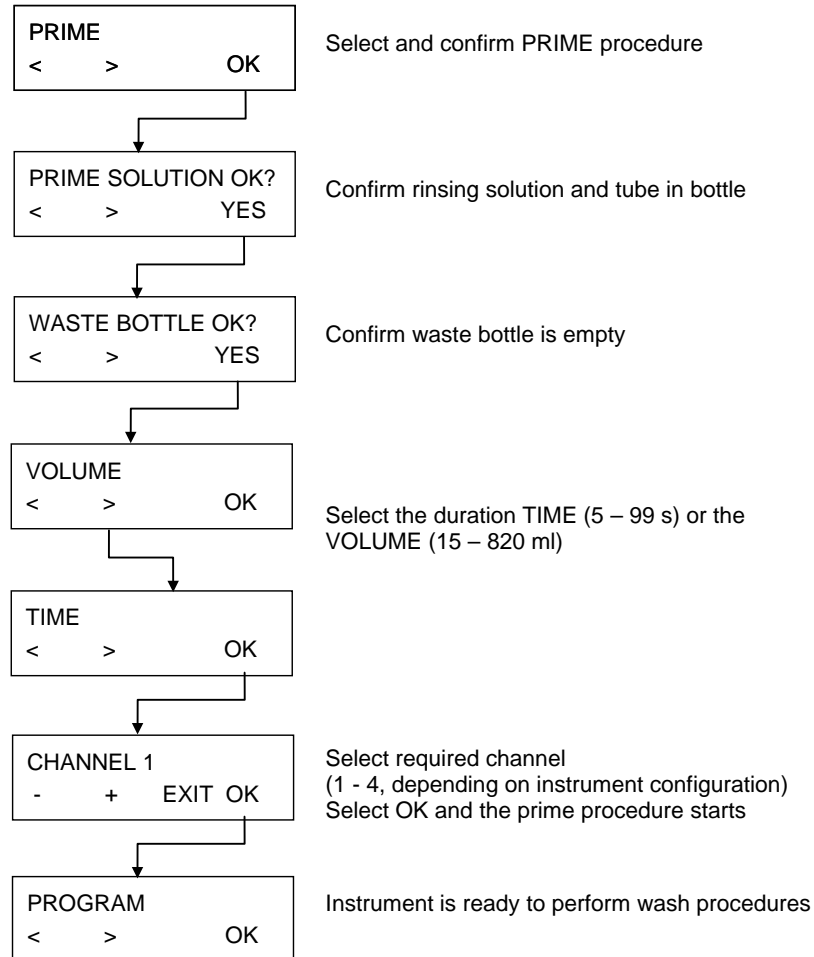 PRIME
< > OK
Select and confirm PRIME procedure
PRIME SOLUTION OK?
< > YES
Confirm rinsing solution and tube in bottle
WASTE BOTTLE OK?
< > YES
Confirm waste bottle is empty
VOLUME
< > OK
Select the duration TIME (5 – 99 s) or the
VOLUME (15 – 820 ml)
TIME
< > OK
CHANNEL 1
- + EXIT OK
Select required channel
(1 - 4, depending on instrument configuration)
Select OK and the prime procedure starts
PROGRAM
< > OK
Instrument is ready to perform wash procedures